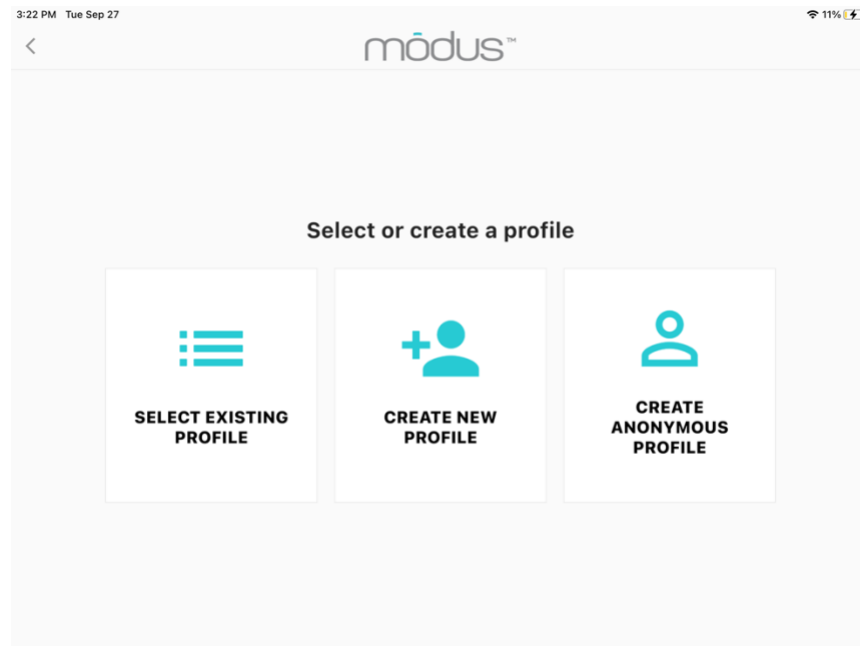 3:22 PM Tue Sep 27
11%
mōdus™
Select or create a profile
SELECT EXISTING
PROFILE
CREATE NEW
PROFILE
CREATE
ANONYMOUS
PROFILE